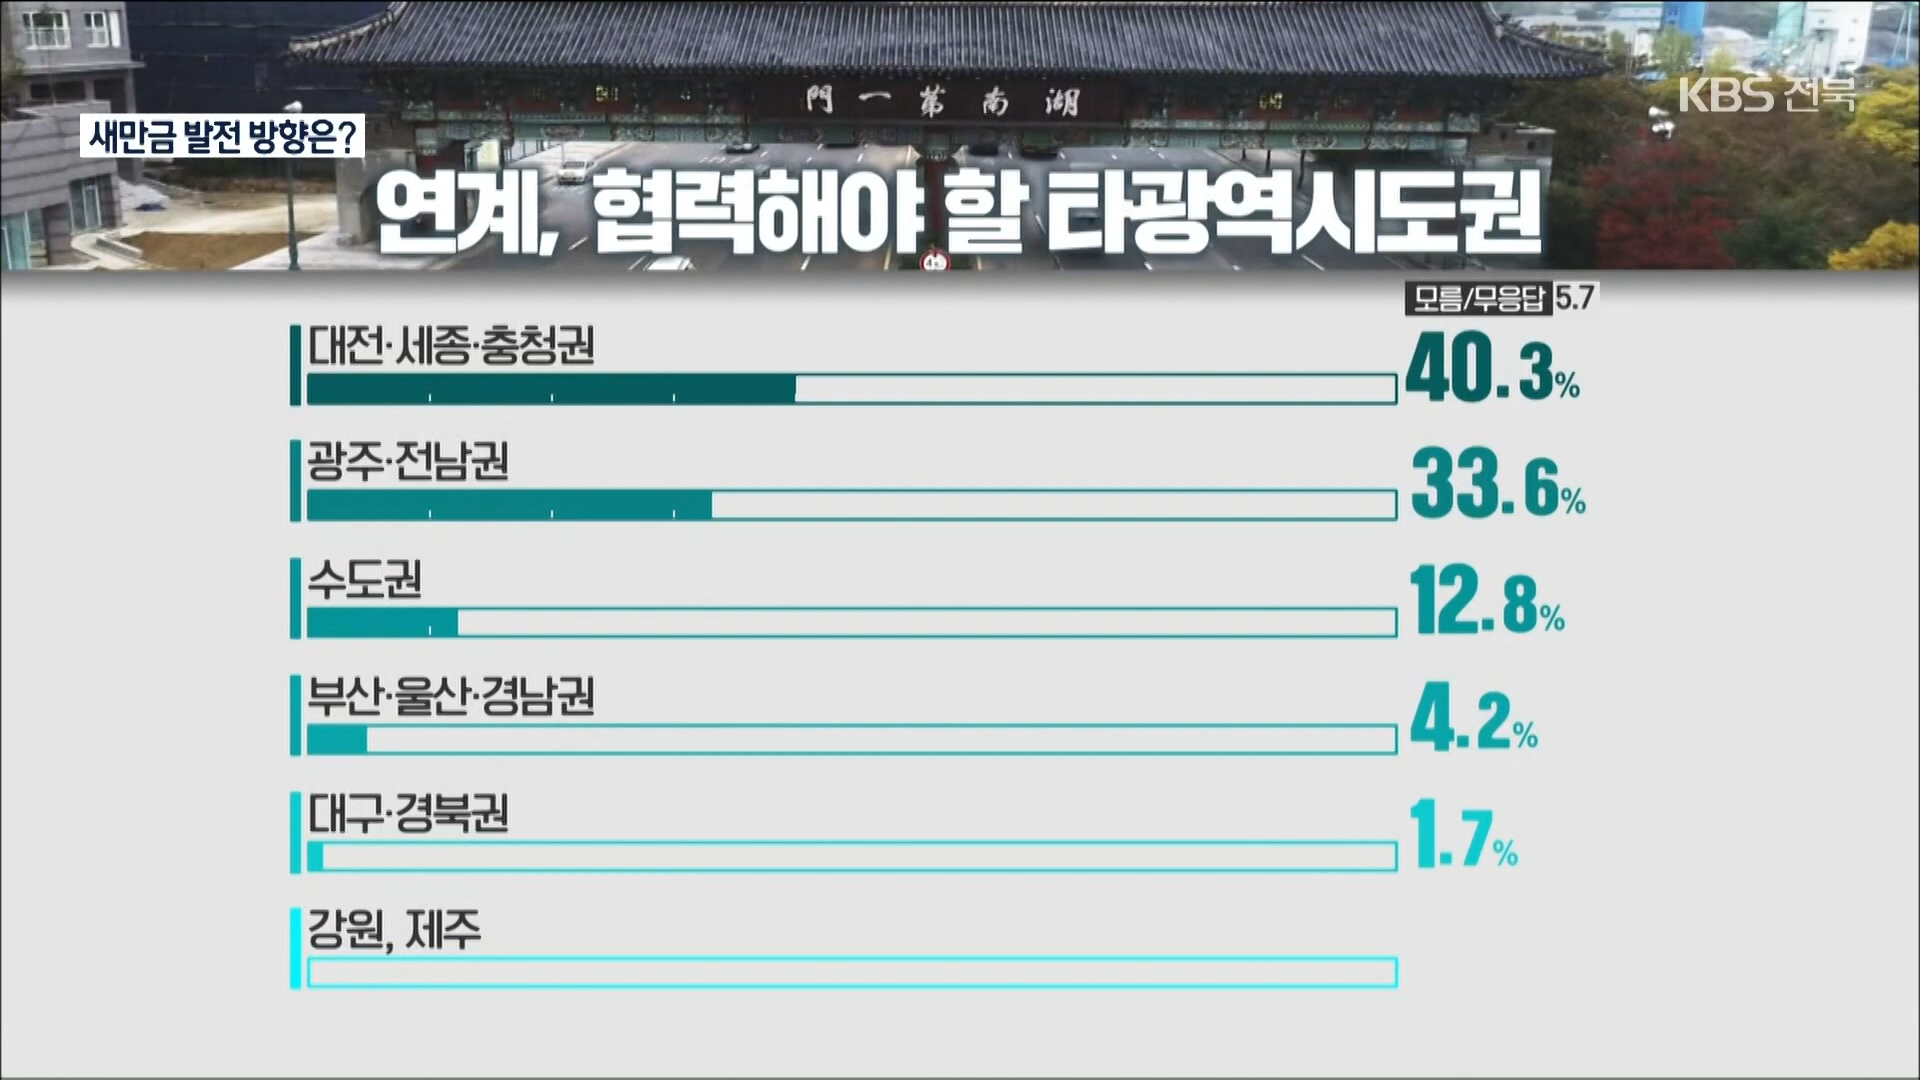 門一第南湖
KBS 전북
새만금 발전 방향은?
연계, 협력해야 할 타광역시도권
모름/무응답 5.7
대전·세종·충청권
40.3%
광주·전남권
33.6%
수도권
12.8%
부산·울산·경남권
4.2%
대구·경북권
1.7%
강원, 제주